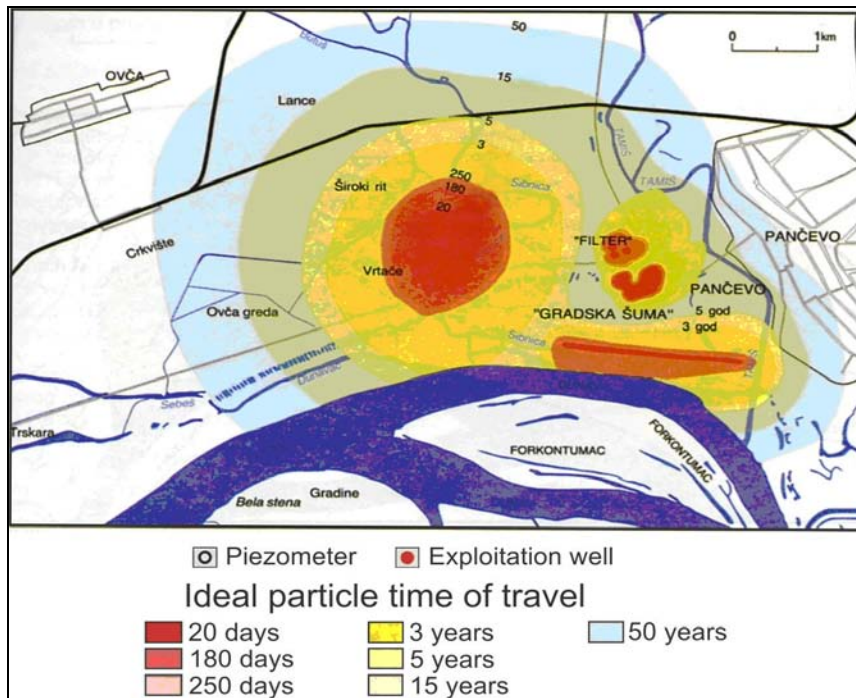 50
Butuš
0 1km
OVČA
15
Lance
5
3
TAMIŠ
250
180
20
Široki rit
Sibnica
TAMIŠ
"FILTER"
PANČEVO
Crkvište
Vrtače
PANČEVO
Ovča greda
"GRADSKA ŠUMA"
5 god
3 god
Sibnica
Dunavac
Sebeš
Trskara
FORKONTUMAC
FORKONTUMAC
Gradine
Bela stena
Piezometer Exploitation well
Ideal particle time of travel
20 days 3 years 50 years
180 days 5 years
250 days 15 years